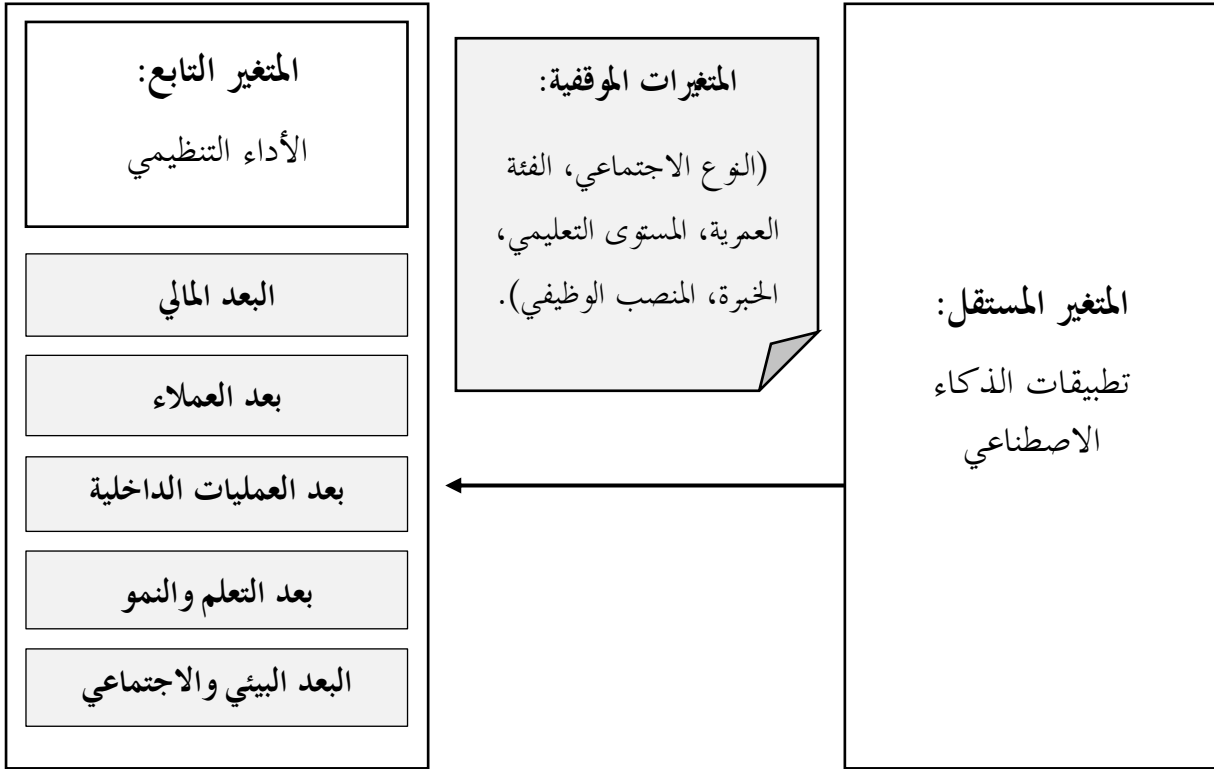 المتغير المستقل:
تطبيقات الذكاء
الاصطناعي
المتغيرات الموقفية:
(النوع الاجتماعي، الفئة
العمرية، المستوى التعليمي،
الخبرة، المنصب الوظيفي).
المتغير التابع:
الأداء التنظيمي
البعد المالي
بعد العملاء
بعد العمليات الداخلية
بعد التعلم والنمو
البعد البيئي والاجتماعي